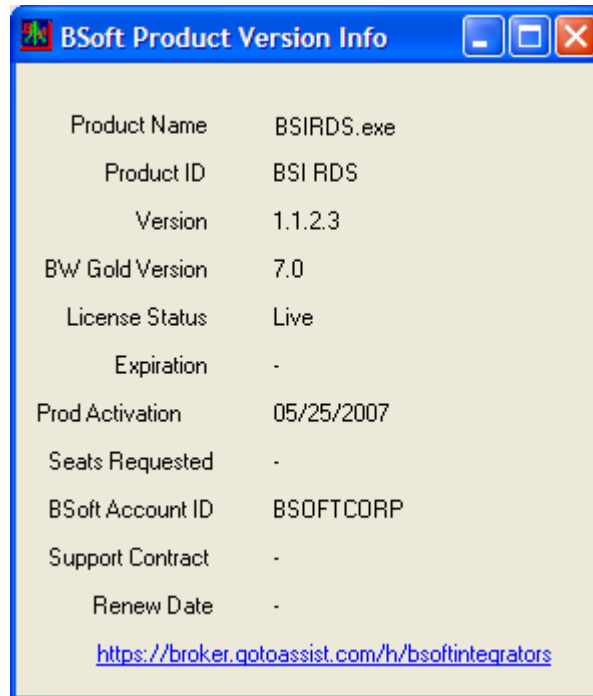 BSoft Product Version Info
Product Name BSIRDS.exe
Product ID BSI RDS
Version 1.1.2.3
BW Gold Version 7.0
License Status Live
Expiration -
Prod Activation 05/25/2007
Seats Requested -
BSoft Account ID BSOFTCORP
Support Contract -
Renew Date -
https://broker.gotoassist.com/h/bsoftintegrators